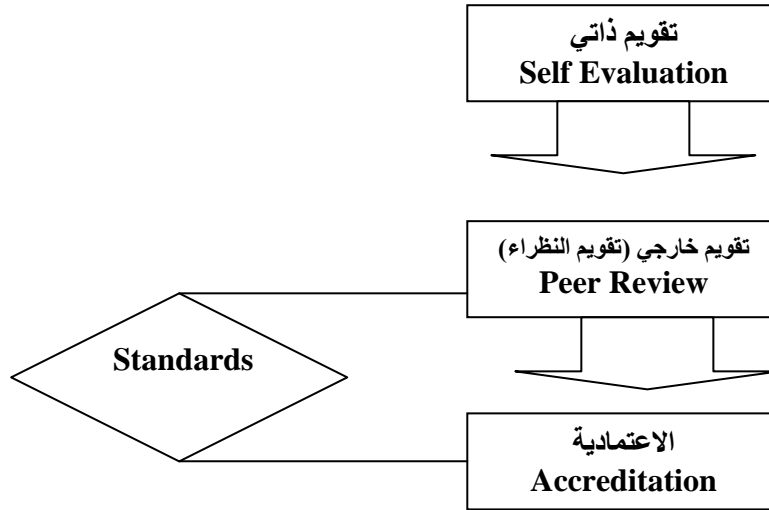 تقويم ذاتي
Self Evaluation
تقويم خارجي (تقويم النظراء)
Peer Review
Standards
الاعتمادية
Accreditation